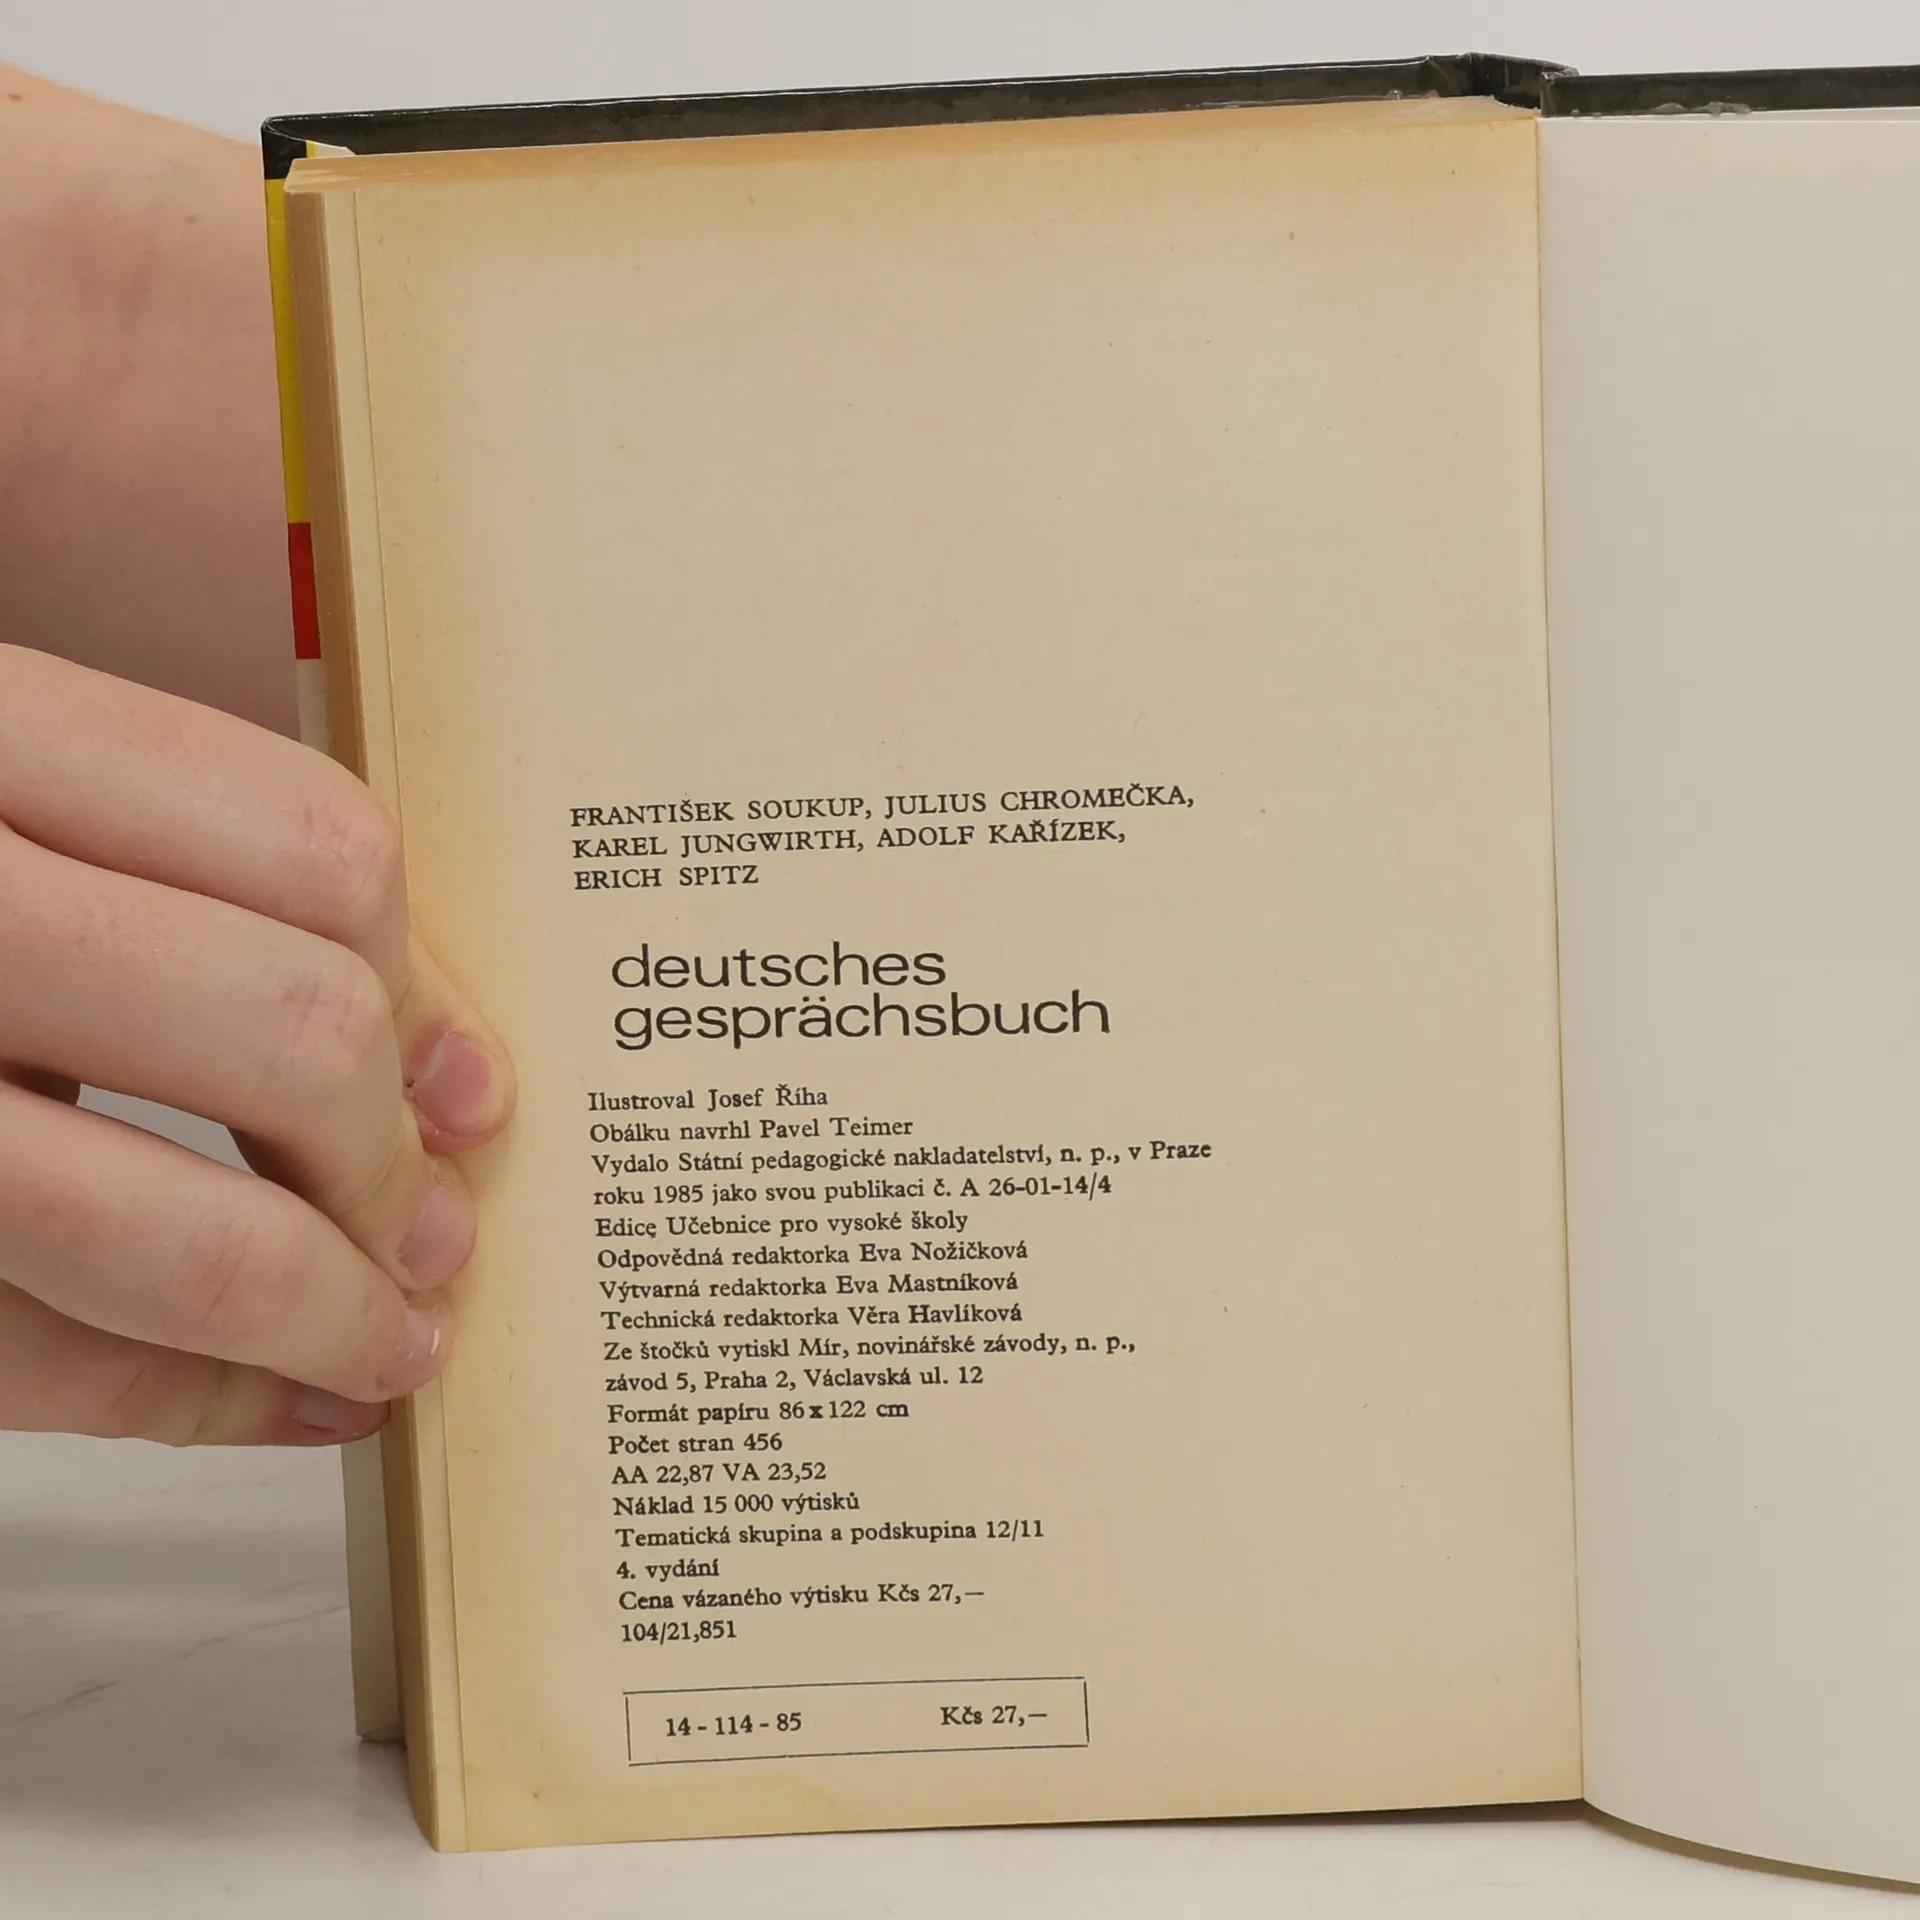 FRANTIŠEK SOUKUP, JULIUS CHROMEČKA,
KAREL JUNGWIRTH, ADOLF KAŘÍZEK,
ERICH SPITZ
deutsches
gesprächsbuch
Ilustroval Josef Říha
Obálku navrhl Pavel Teimer
Vydalo Státní pedagogické nakladatelství, n. p., v Praze
roku 1985 jako svou publikaci č. A 26-01-14/4
Edice Učebnice pro vysoké školy
Odpovědná redaktorka Eva Nožičková
Výtvarná redaktorka Eva Mastníková
Technická redaktorka Věra Havlíková
Ze štočků vytiskl Mír, novinářské závody, n. p.,
závod 5, Praha 2, Václavská ul. 12
Formát papíru 86 x 122 cm
Počet stran 456
AA 22,87 VA 23,52
Náklad 15 000 výtisků
Tematická skupina a podskupina 12/11
4. vydání
Cena vázaného výtisku Kčs 27,—
104/21,851
14 - 114 - 85 Kčs 27,—